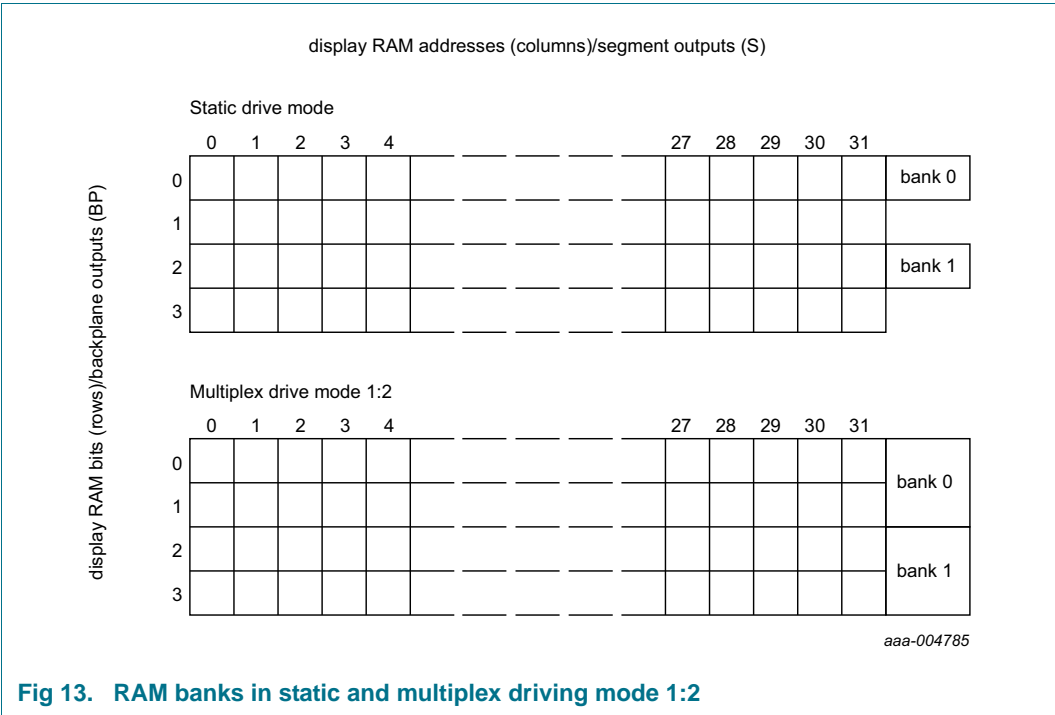 display RAM addresses (columns)/segment outputs (S)
Static drive mode
0 1 2 3 4 27 28 29 30 31
0 bank 0
1
2 bank 1
3
display RAM bits (rows)/backplane outputs (BP)
Multiplex drive mode 1:2
0 1 2 3 4 27 28 29 30 31
0
bank 0
1
2
bank 1
3
aaa-004785
Fig 13. RAM banks in static and multiplex driving mode 1:2